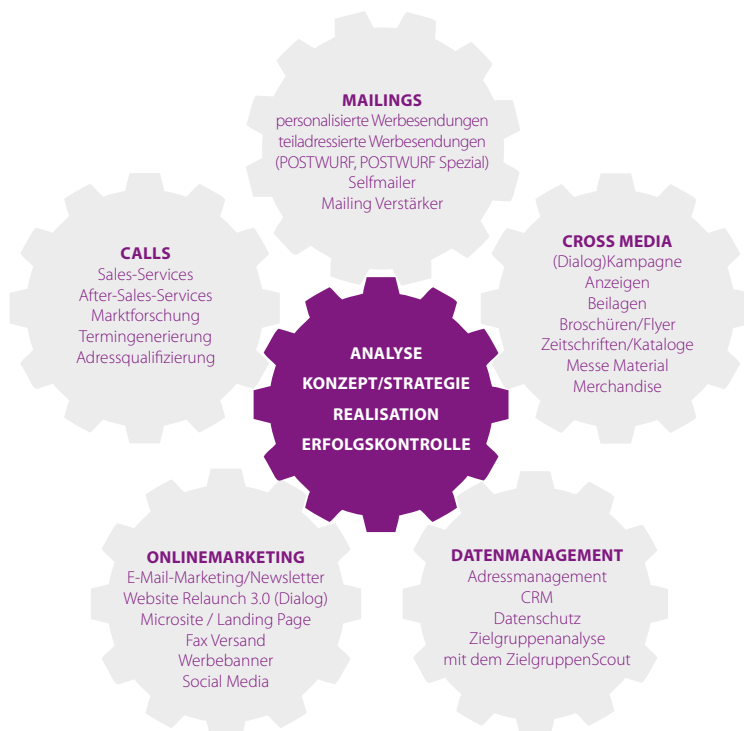 MAILINGS
personalisierte Werbesendungen
teiladressierte Werbesendungen
(POSTWURF, POSTWURF Spezial)
Selfmailer
Mailing Verstärker
CALLS
Sales-Services
After-Sales-Services
Marktforschung
Termingenerierung
Adressqualifizierung
CROSS MEDIA
(Dialog)Kampagne
Anzeigen
Beilagen
Broschüren/Flyer
Zeitschriften/Kataloge
Messe Material
Merchandise
ANALYSE
KONZEPT/STRATEGIE
REALISATION
ERFOLGSKONTROLLE
ONLINEMARKETING
E-Mail-Marketing/Newsletter
Website Relaunch 3.0 (Dialog)
Microsite / Landing Page
Fax Versand
Werbebanner
Social Media
DATENMANAGEMENT
Adressmanagement
CRM
Datenschutz
Zielgruppenanalyse
mit dem ZielgruppenScout